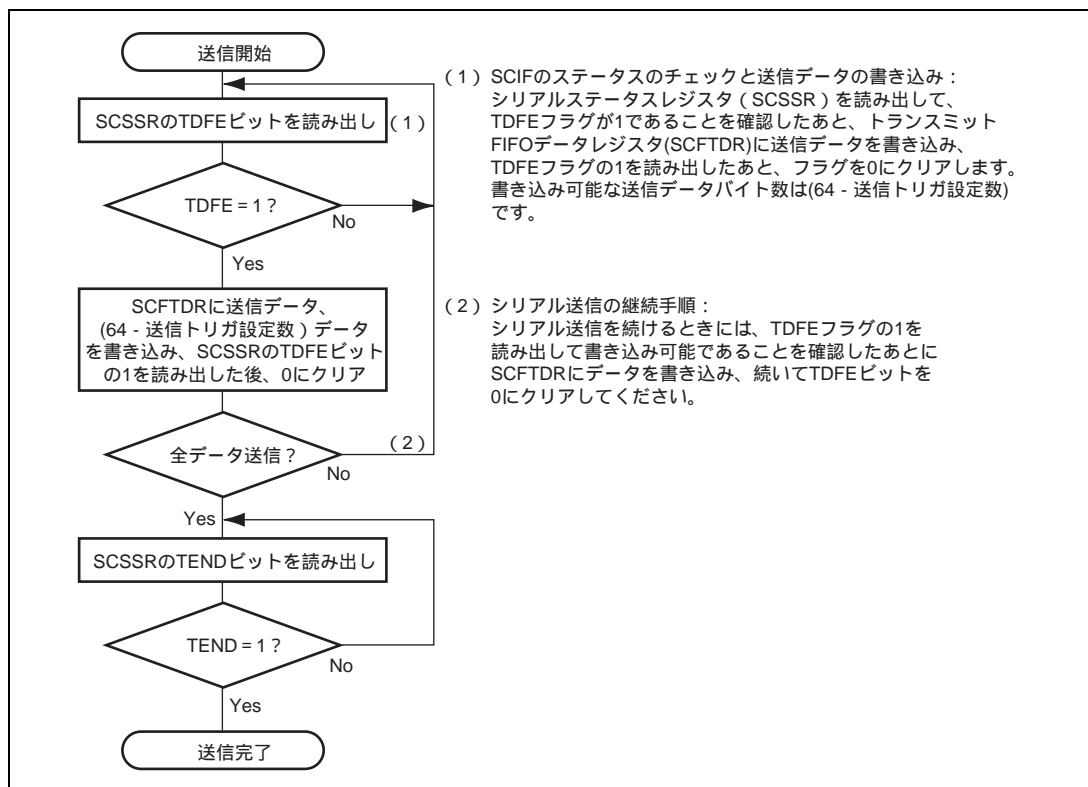 送信開始
SCSSRのTDFEビットを読み出し
(1)
TDFE = 1 ?
No
Yes
SCFTDRに送信データ、
(64 - 送信トリガ設定数)データ
を書き込み、SCSSRのTDFEビット
の1を読み出した後、0にクリア
全データ送信?
(2)
No
Yes
SCSSRのTENDビットを読み出し
TEND = 1 ?
No
Yes
送信完了
(1) SCIFのステータスのチェックと送信データの書き込み:
シリアルステータスレジスタ(SCSSR)を読み出して、
TDFEフラグが1であることを確認したあと、トランスミット
FIFOデータレジスタ(SCFTDR)に送信データを書き込み、
TDFEフラグの1を読み出したあと、フラグを0にクリアします。
書き込み可能な送信データバイト数は(64 - 送信トリガ設定数)
です。
(2) シリアル送信の継続手順:
シリアル送信を続けるときには、TDFEフラグの1を
読み出して書き込み可能であることを確認したあとに
SCFTDRにデータを書き込み、続いてTDFEビットを
0にクリアしてください。